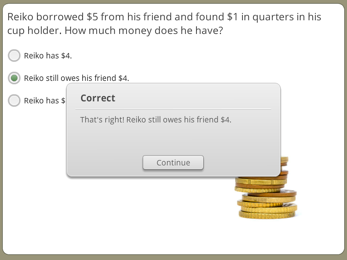 Reiko borrowed $5 from his friend and found $1 in quarters in his
cup holder. How much money does he have?
Reiko has $4.
Reiko still owes his friend $4.
Reiko has $
Correct
That's right! Reiko still owes his friend $4.
Continue